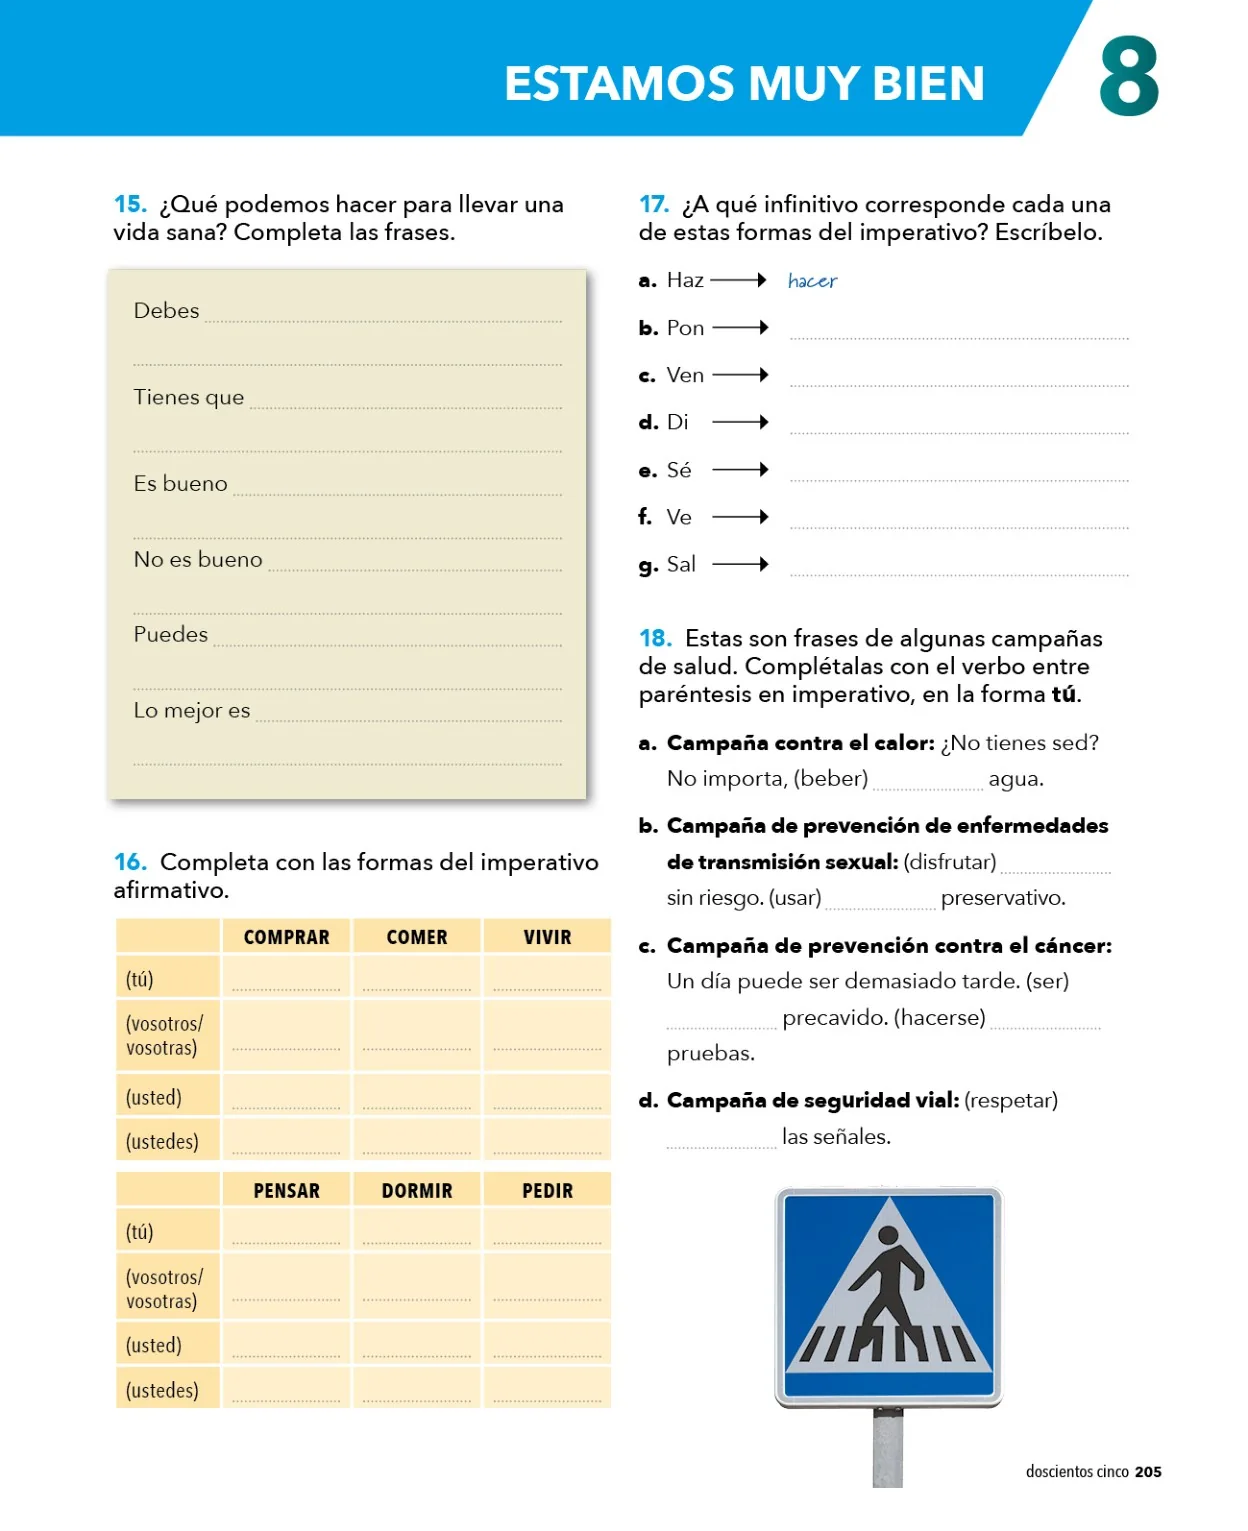 ESTAMOS MUY BIEN
8
15. ¿Qué podemos hacer para llevar una
vida sana? Completa las frases.
Debes
Tienes que
Es bueno
No es bueno
Puedes
Lo mejor es
16. Completa con las formas del imperativo
afirmativo.
COMPRAR COMER VIVIR
(tú)
(vosotros/
vosotras)
(usted)
(ustedes)
PENSAR DORMIR PEDIR
(tú)
(vosotros/
vosotras)
(usted)
(ustedes)
17. ¿A qué infinitivo corresponde cada una
de estas formas del imperativo? Escríbelo.
a. Haz hacer
b. Pon
c. Ven
d. Di
e. Sé
f. Ve
g. Sal
18. Estas son frases de algunas campañas
de salud. Complétalas con el verbo entre
paréntesis en imperativo, en la forma tú.
a. Campaña contra el calor: ¿No tienes sed?
No importa, (beber) agua.
b. Campaña de prevención de enfermedades
de transmisión sexual: (disfrutar)
sin riesgo. (usar) preservativo.
c. Campaña de prevención contra el cáncer:
Un día puede ser demasiado tarde. (ser)
precavido. (hacerse)
pruebas.
d. Campaña de seguridad vial: (respetar)
las señales.
doscientos cinco 205